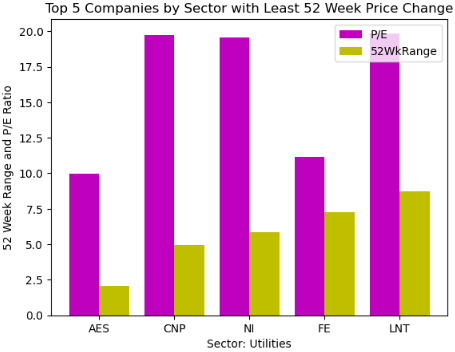 Top 5 Companies by Sector with Least 52 Week Price Change
52 Week Range and P/E Ratio
20.0
17.5
15.0
12.5
10.0
7.5
5.0
2.5
0.0
P/E
52WkRange
AES CNP NI FE LNT
Sector: Utilities